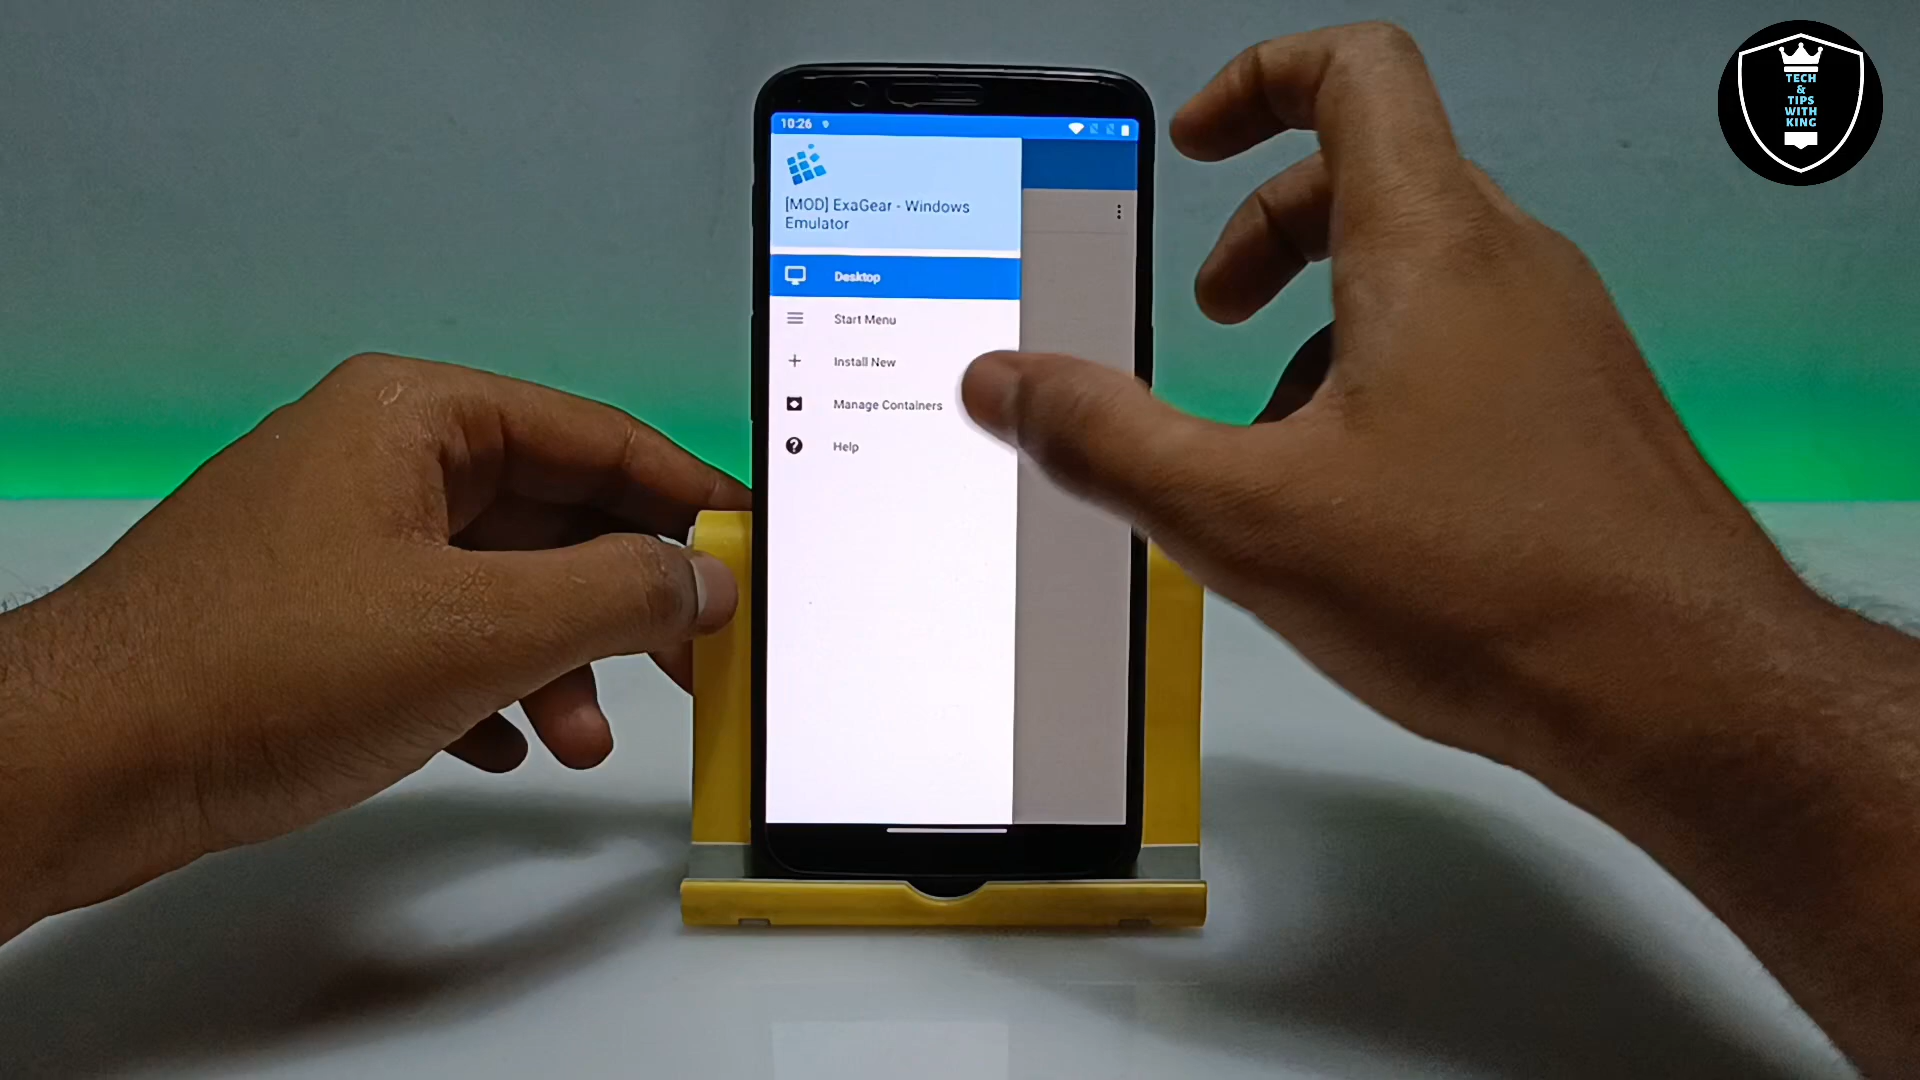 10:26
[MOD] ExaGear - Windows
Emulator
Desktop
Start Menu
Install New
Manage Containers
Help
TECH
&
TIPS
WITH
KING